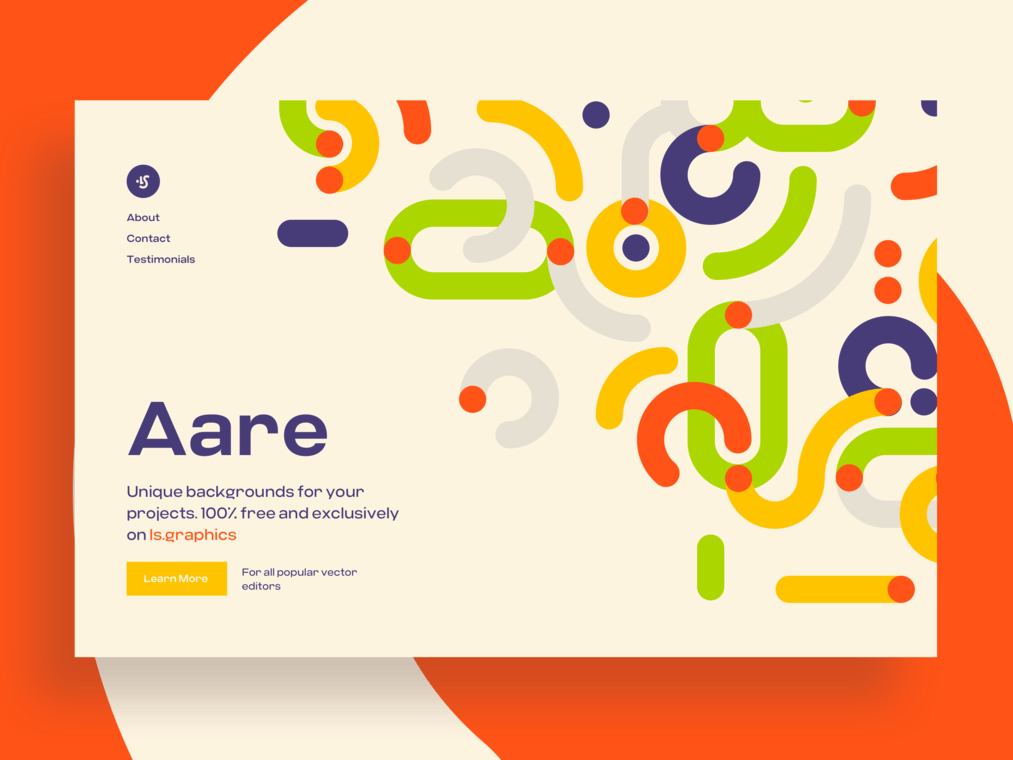 LS
About
Contact
Testimonials
Aare
Unique backgrounds for your
projects. 100% free and exclusively
on ls.graphics
Learn More
For all popular vector
editors